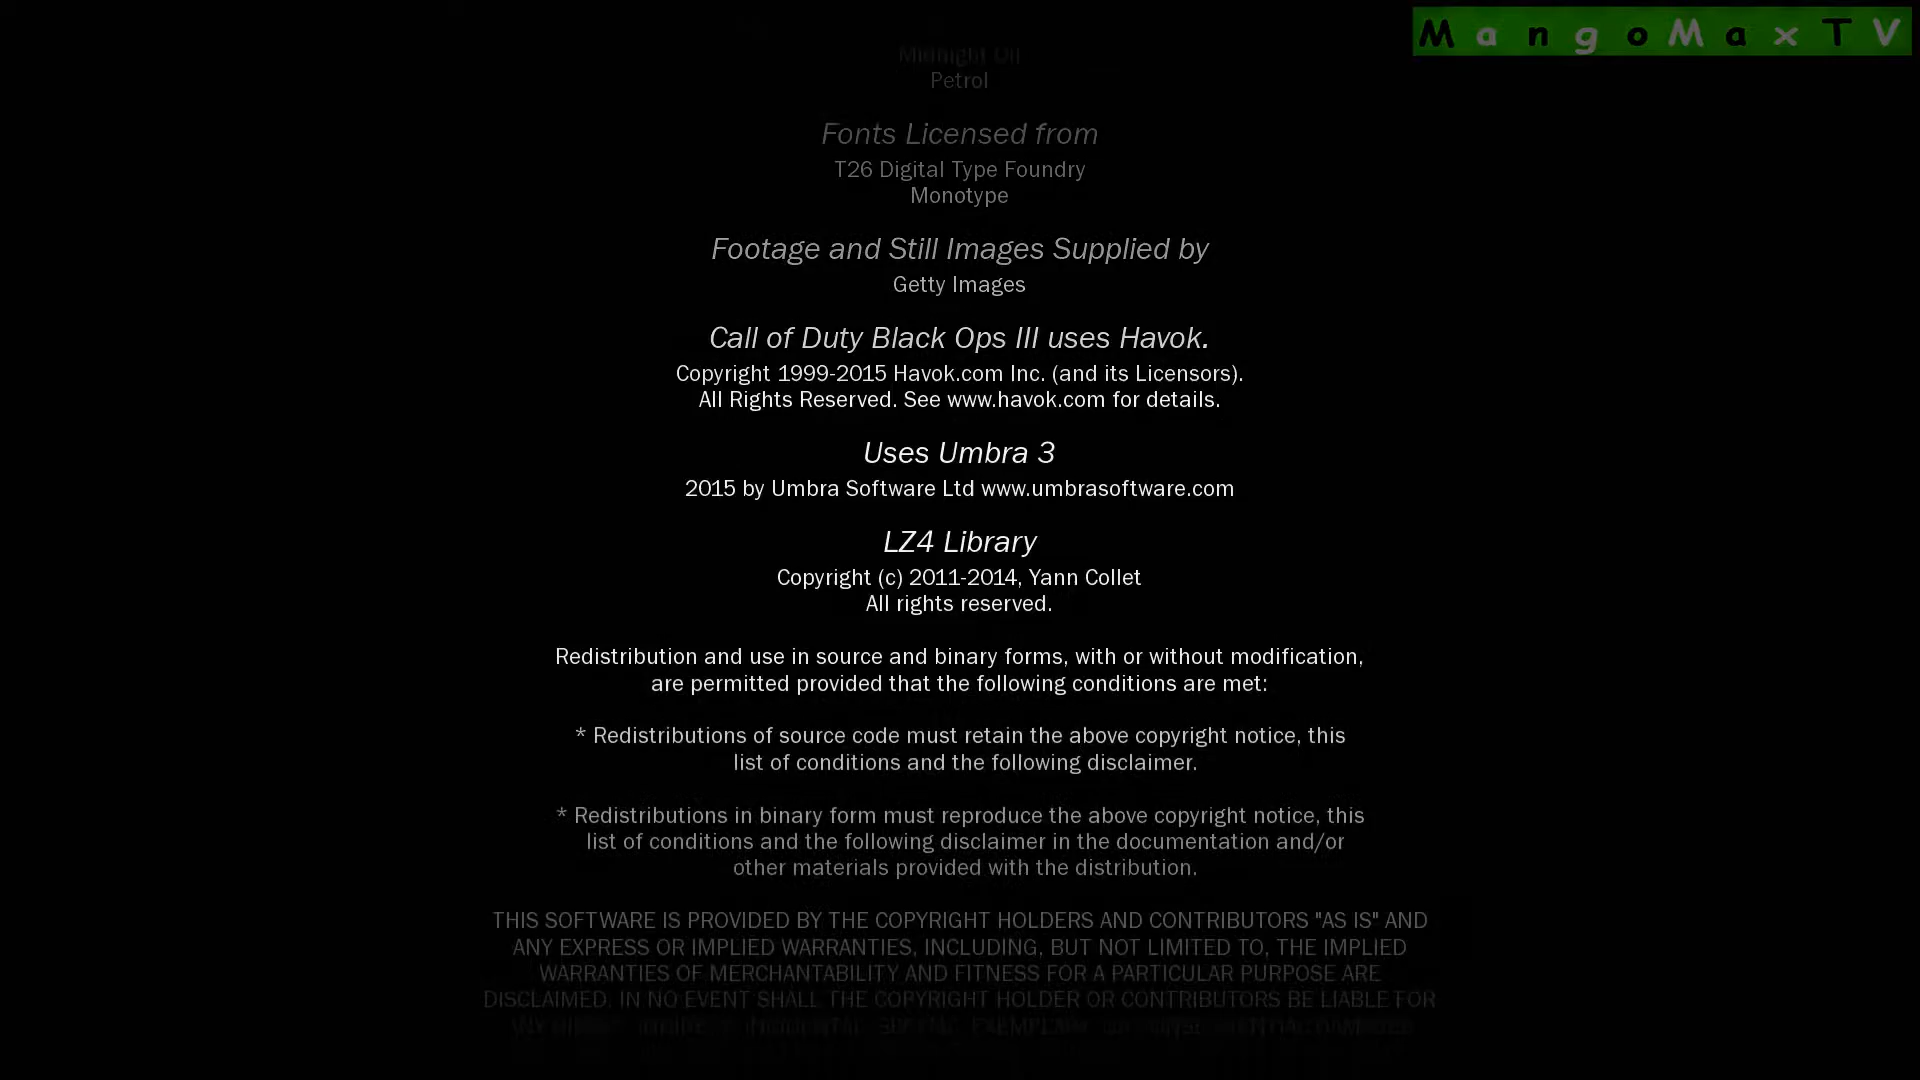 MangoMaxTV
Midnight Oil
Petrol
Fonts Licensed from
T26 Digital Type Foundry
Monotype
Footage and Still Images Supplied by
Getty Images
Call of Duty Black Ops III uses Havok.
Copyright 1999-2015 Havok.com Inc. (and its Licensors).
All Rights Reserved. See www.havok.com for details.
Uses Umbra 3
2015 by Umbra Software Ltd www.umbrasoftware.com
LZ4 Library
Copyright (c) 2011-2014, Yann Collet
All rights reserved.
Redistribution and use in source and binary forms, with or without modification,
are permitted provided that the following conditions are met:
* Redistributions of source code must retain the above copyright notice, this
list of conditions and the following disclaimer.
* Redistributions in binary form must reproduce the above copyright notice, this
list of conditions and the following disclaimer in the documentation and/or
other materials provided with the distribution.
THIS SOFTWARE IS PROVIDED BY THE COPYRIGHT HOLDERS AND CONTRIBUTORS "AS IS" AND
ANY EXPRESS OR IMPLIED WARRANTIES, INCLUDING, BUT NOT LIMITED TO, THE IMPLIED
WARRANTIES OF MERCHANTABILITY AND FITNESS FOR A PARTICULAR PURPOSE ARE
DISCLAIMED. IN NO EVENT SHALL THE COPYRIGHT HOLDER OR CONTRIBUTORS BE LIABLE FOR